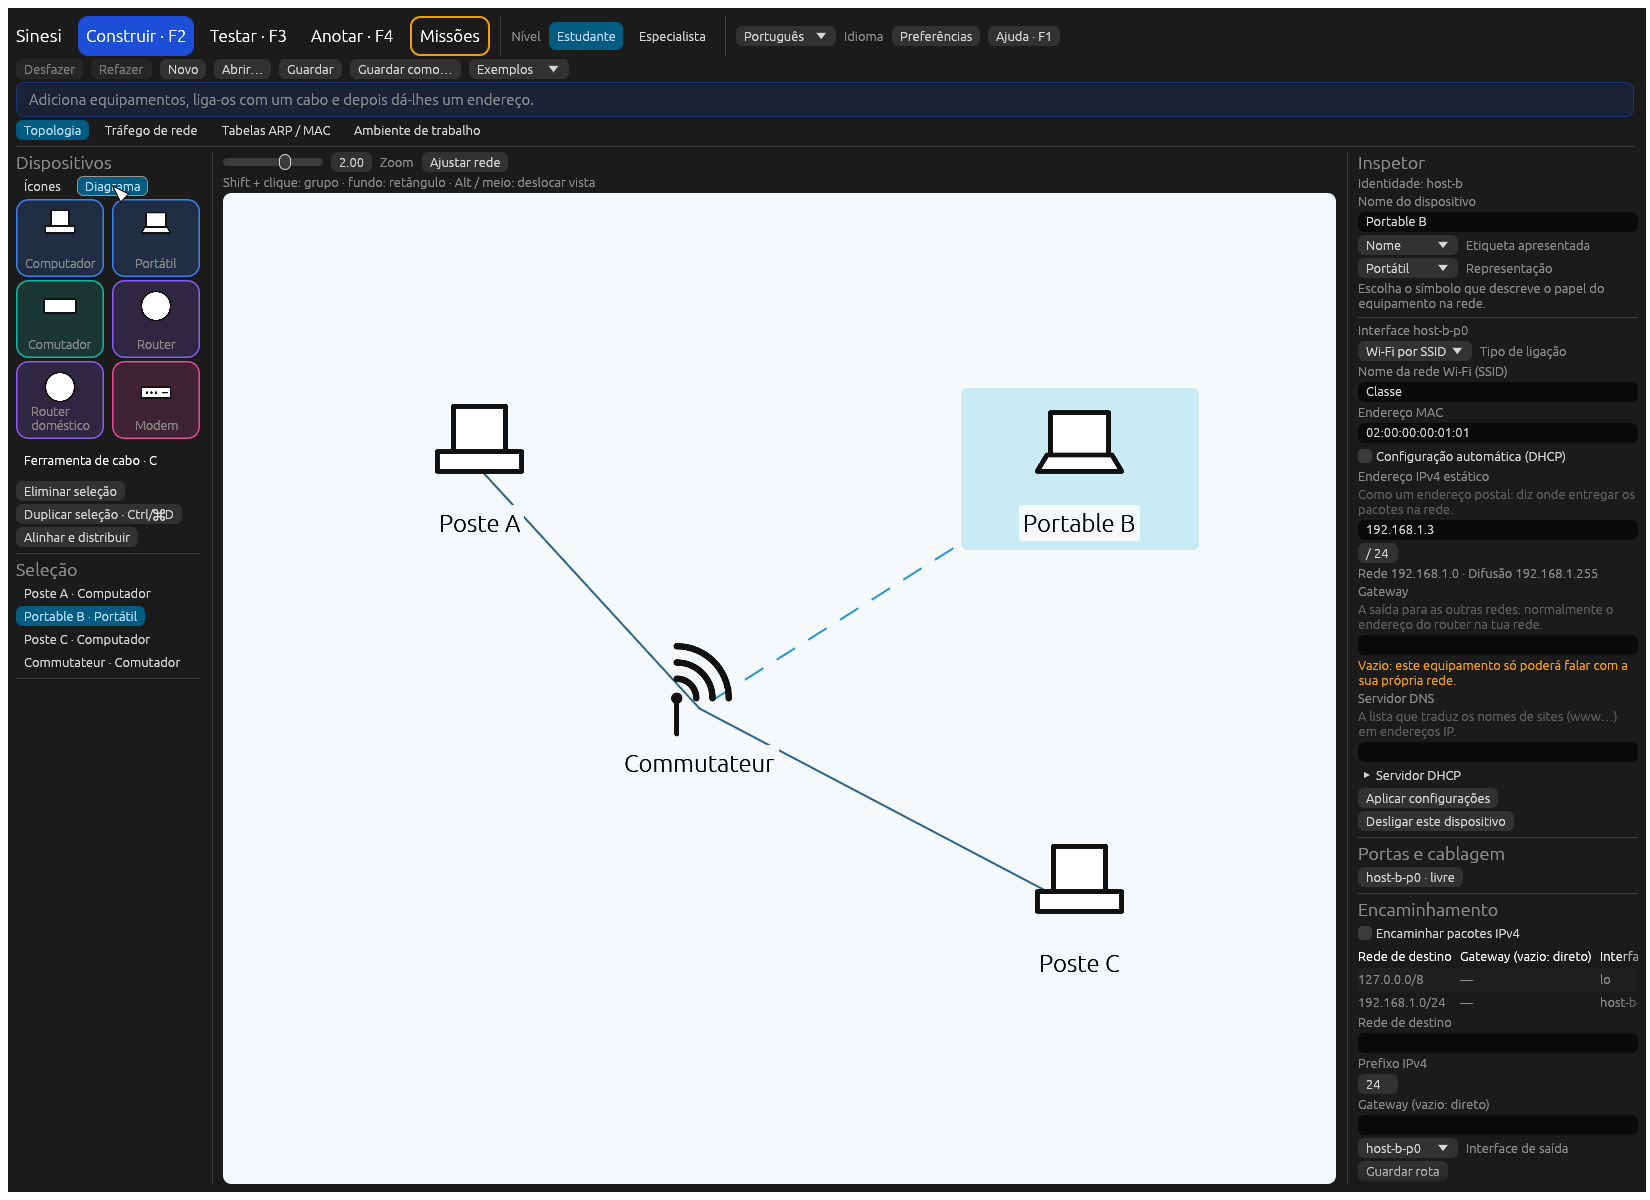 Sinesi Construir · F2 Testar · F3 Anotar · F4 Missões Nível Estudante Especialista Português Idioma Preferências Ajuda · F1
Desfazer Refazer Novo Abrir… Guardar Guardar como… Exemplos
Adiciona equipamentos, liga-os com um cabo e depois dá-lhes um endereço.
Topologia Tráfego de rede Tabelas ARP / MAC Ambiente de trabalho
Dispositivos
Ícones Diagrama
Computador Portátil
Comutador Router
Router doméstico
Modem
Ferramenta de cabo · C
Eliminar seleção
Duplicar seleção · Ctrl/⌘D
Alinhar e distribuir
Seleção
Poste A · Computador
Portable B · Portátil
Poste C · Computador
Commutateur · Comutador
2.00 Zoom Ajustar rede
Shift + clique: grupo · fundo: retângulo · Alt / meio: deslocar vista
Poste A
Portable B
Commutateur
Poste C
Inspetor
Identidade: host-b
Nome do dispositivo
Portable B
Nome Etiqueta apresentada
Portátil Representação
Escolha o símbolo que descreve o papel do
equipamento na rede.
Interface host-b-p0
Wi-Fi por SSID Tipo de ligação
Nome da rede Wi-Fi (SSID)
Classe
Endereço MAC
02:00:00:00:01:01
Configuração automática (DHCP)
Endereço IPv4 estático
Como um endereço postal: diz onde entregar os
pacotes na rede.
192.168.1.3
/ 24
Rede 192.168.1.0 · Difusão 192.168.1.255
Gateway
A saída para as outras redes: normalmente o
endereço do router na tua rede.
Vazio: este equipamento só poderá falar com a
sua própria rede.
Servidor DNS
A lista que traduz os nomes de sites (www…)
em endereços IP.
Servidor DHCP
Aplicar configurações
Desligar este dispositivo
Portas e cablagem
host-b-p0 · livre
Encaminhamento
Encaminhar pacotes IPv4
Rede de destino Gateway (vazio: direto) Interfa
127.0.0.0/8 — lo
192.168.1.0/24 — host-b-
Rede de destino
Prefixo IPv4
24
Gateway (vazio: direto)
host-b-p0 Interface de saída
Guardar rota